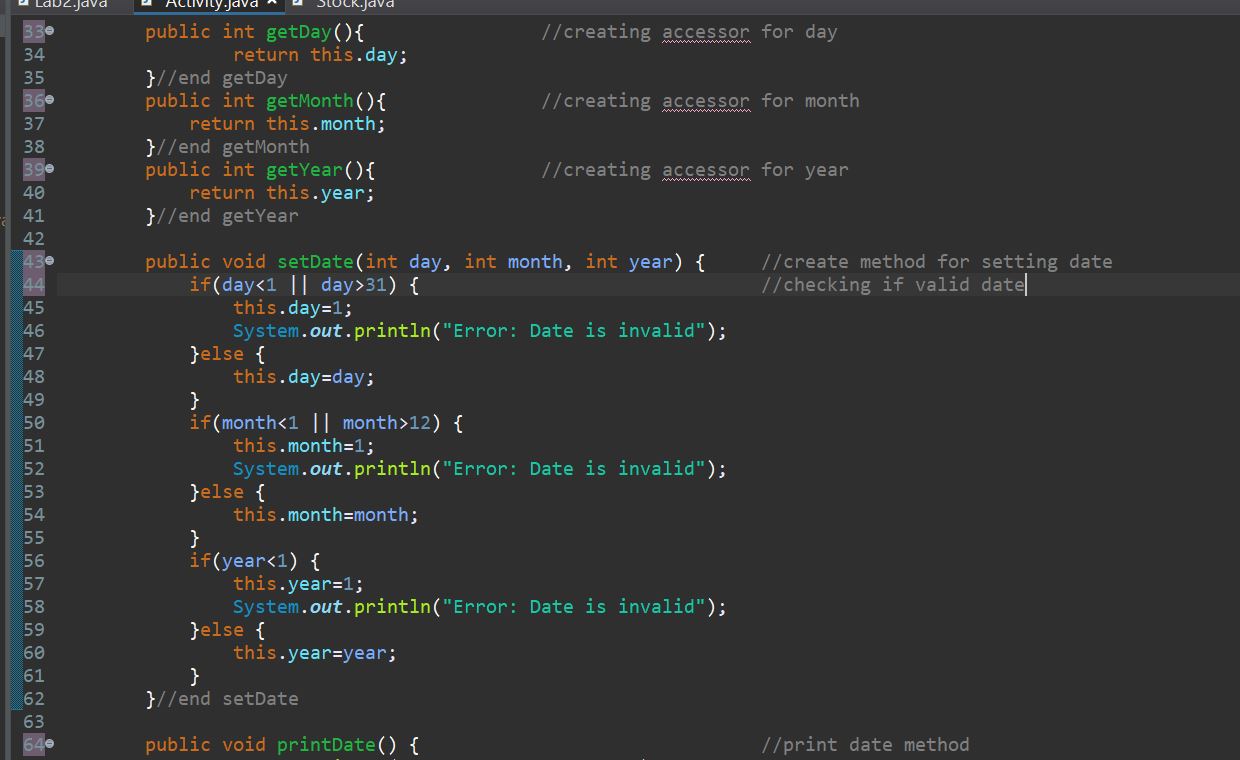 Lab2.java Activity.java Stock.java
33 public int getDay(){ //creating accessor for day
34 return this.day;
35 }//end getDay
36 public int getMonth(){ //creating accessor for month
37 return this.month;
38 }//end getMonth
39 public int getYear(){ //creating accessor for year
40 return this.year;
41 }//end getYear
42
43 public void setDate(int day, int month, int year) { //create method for setting date
44 if(day<1 || day>31) { //checking if valid date
45 this.day=1;
46 System.out.println("Error: Date is invalid");
47 }else {
48 this.day=day;
49 }
50 if(month<1 || month>12) {
51 this.month=1;
52 System.out.println("Error: Date is invalid");
53 }else {
54 this.month=month;
55 }
56 if(year<1) {
57 this.year=1;
58 System.out.println("Error: Date is invalid");
59 }else {
60 this.year=year;
61 }
62 }//end setDate
63
64 public void printDate() { //print date method